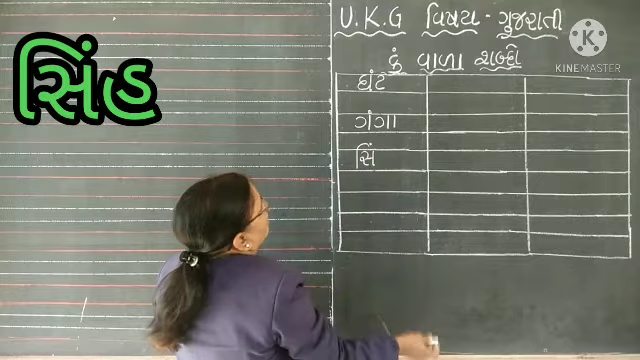 સિંહ
U.K.G વિષય - ગુજરાતી
કં વાળા શબ્દો
ઘંટ
ગંગા
સિં
KINEMASTER